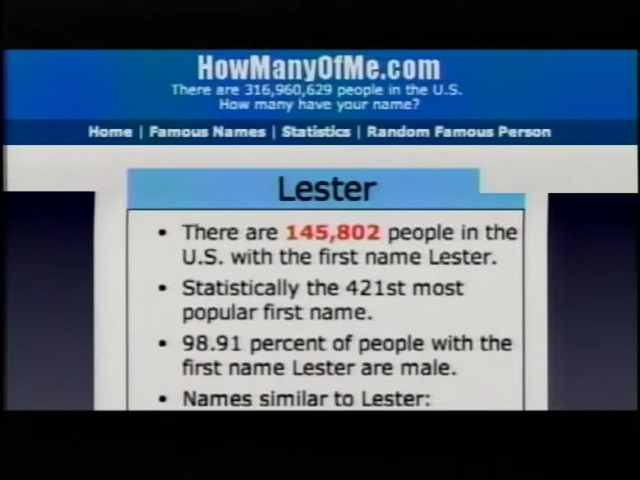 HowManyOfMe.com
There are 316,960,629 people in the U.S.
How many have your name?
Home | Famous Names | Statistics | Random Famous Person
Lester
• There are 145,802 people in the
U.S. with the first name Lester.
• Statistically the 421st most
popular first name.
• 98.91 percent of people with the
first name Lester are male.
• Names similar to Lester: